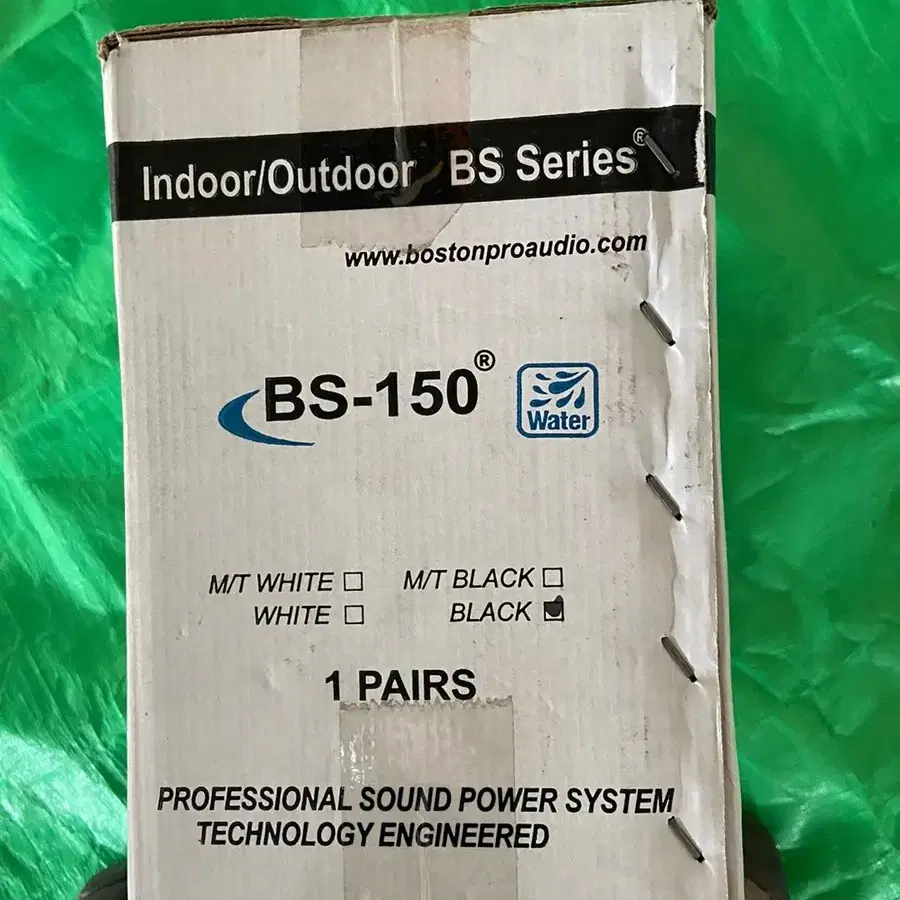 Indoor/Outdoor BS Series®
www.bostonproaudio.com
BS-150®
Water
M/T WHITE M/T BLACK
WHITE BLACK
1 PAIRS
PROFESSIONAL SOUND POWER SYSTEM
TECHNOLOGY ENGINEERED